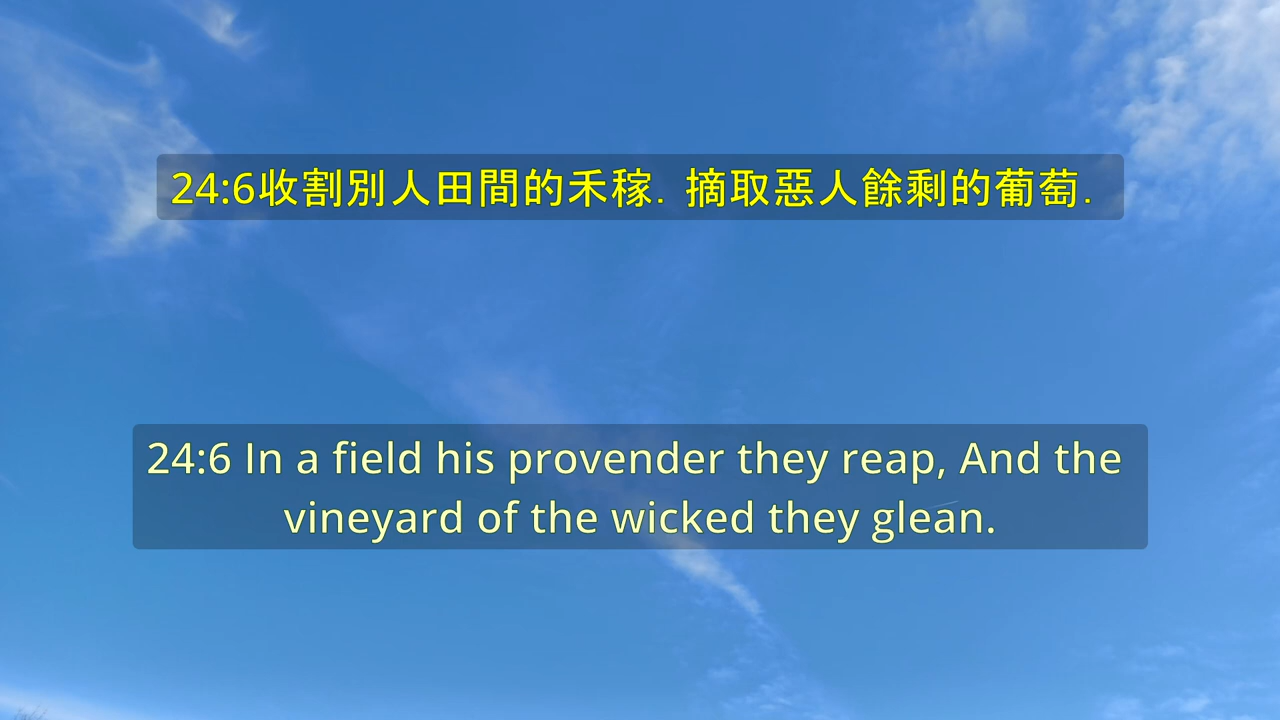 24:6收割別人田間的禾稼．摘取惡人餘剩的葡萄．
24:6 In a field his provender they reap, And the
vineyard of the wicked they glean.